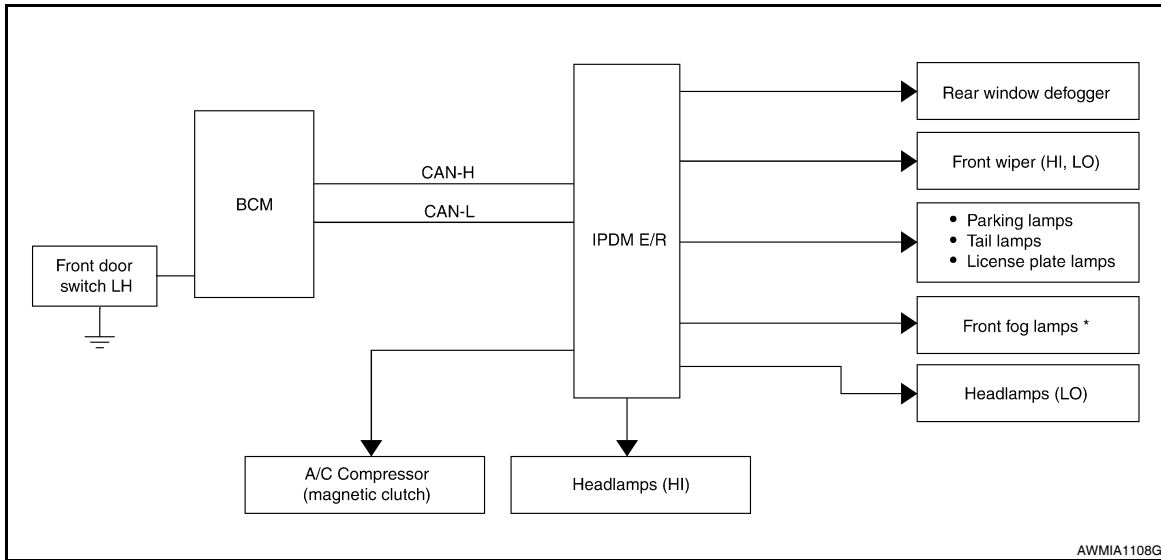 Rear window defogger
CAN-H
Front wiper (HI, LO)
BCM
CAN-L
IPDM E/R
• Parking lamps
• Tail lamps
• License plate lamps
Front door
switch LH
Front fog lamps *
Headlamps (LO)
A/C Compressor
(magnetic clutch)
Headlamps (HI)
AWMIA1108G